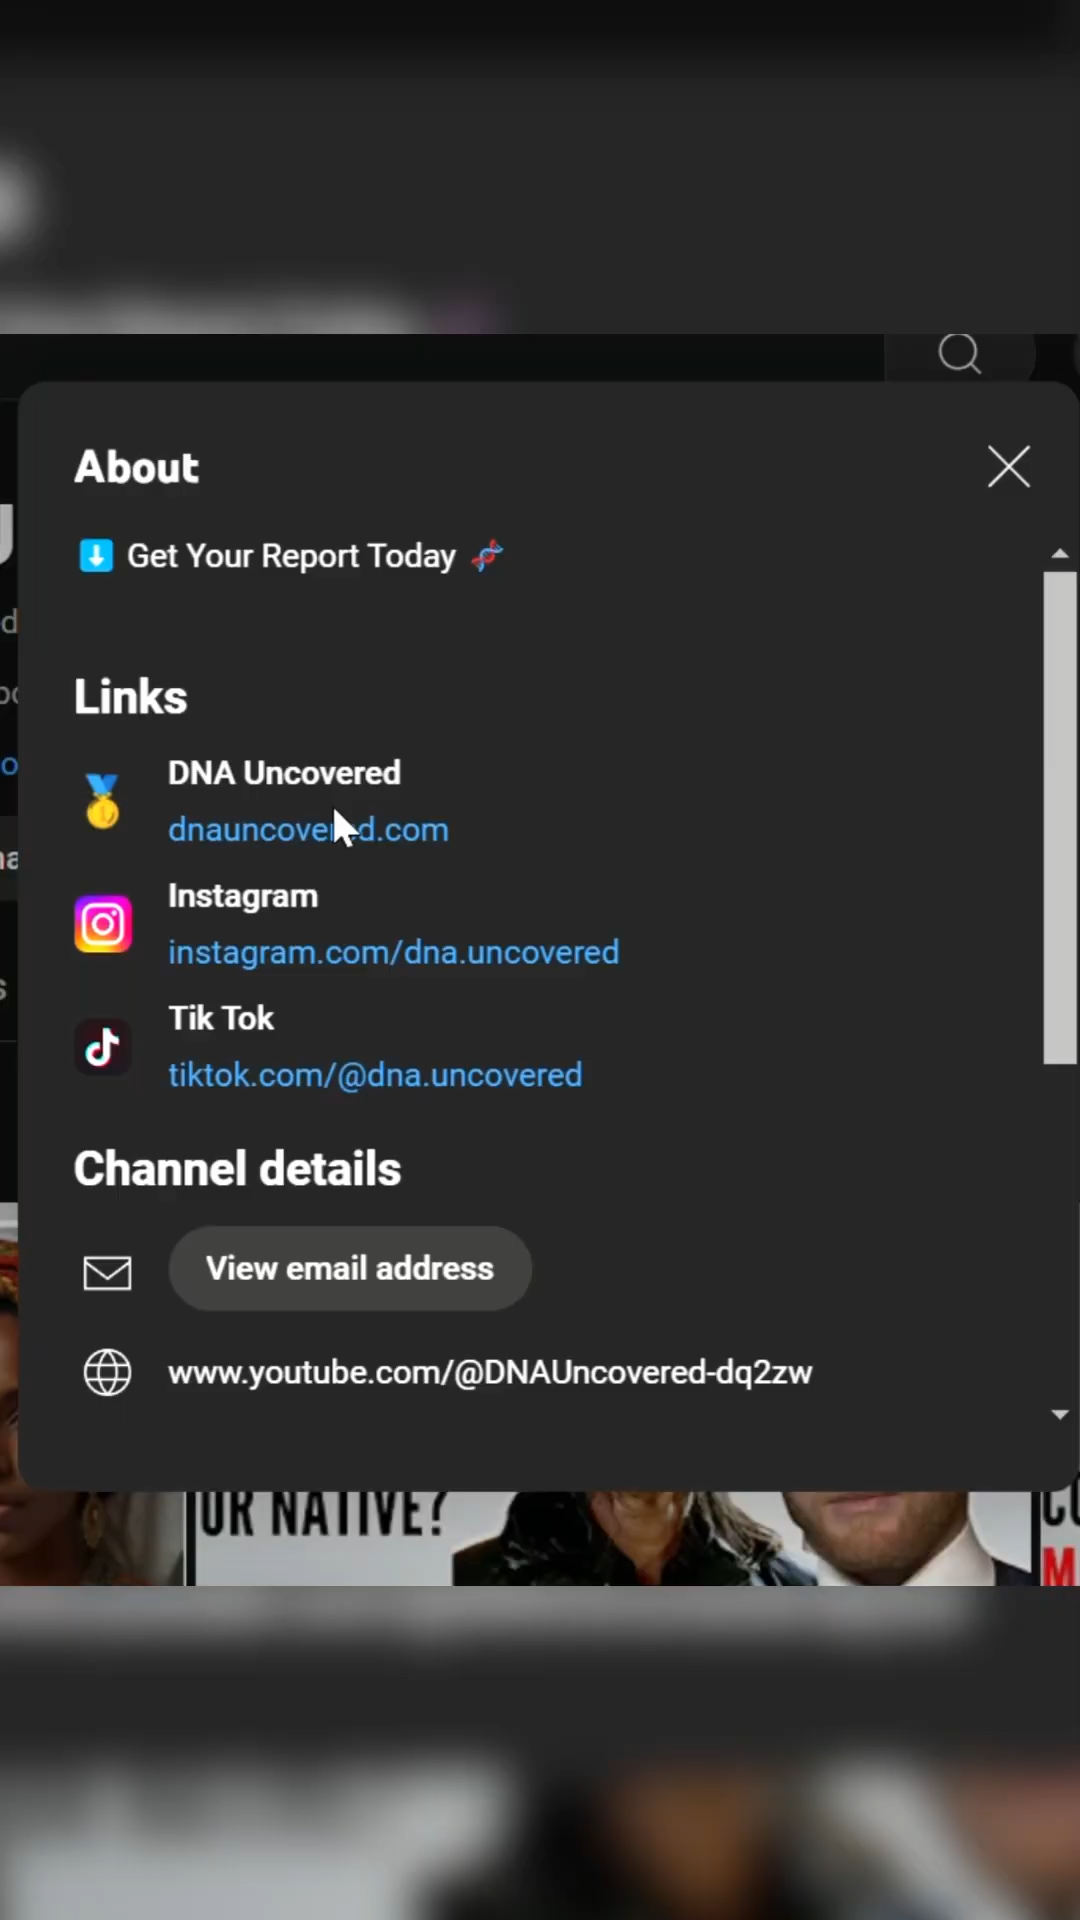 About
Get Your Report Today
Links
DNA Uncovered
dnauncovered.com
Instagram
instagram.com/dna.uncovered
Tik Tok
tiktok.com/@dna.uncovered
Channel details
View email address
www.youtube.com/@DNAUncovered-dq2zw
OR NATIVE?